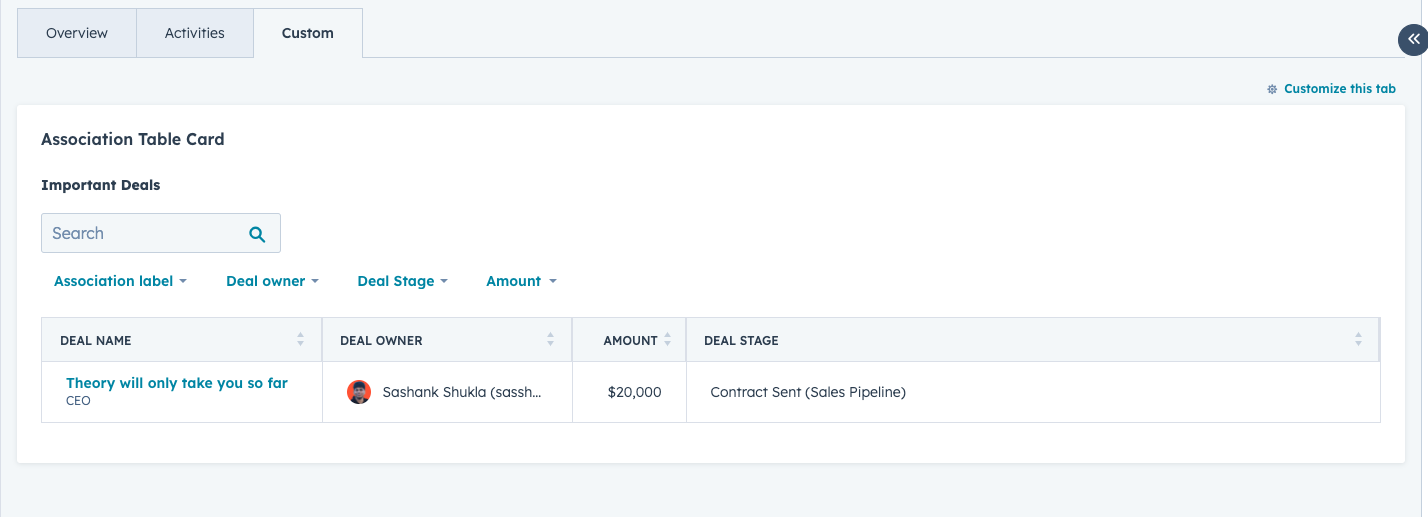 Overview Activities Custom
Customize this tab
Association Table Card
Important Deals
Search
Association label Deal owner Deal Stage Amount
DEAL NAME DEAL OWNER AMOUNT DEAL STAGE
Theory will only take you so far
CEO
Sashank Shukla (sassh... $20,000 Contract Sent (Sales Pipeline)